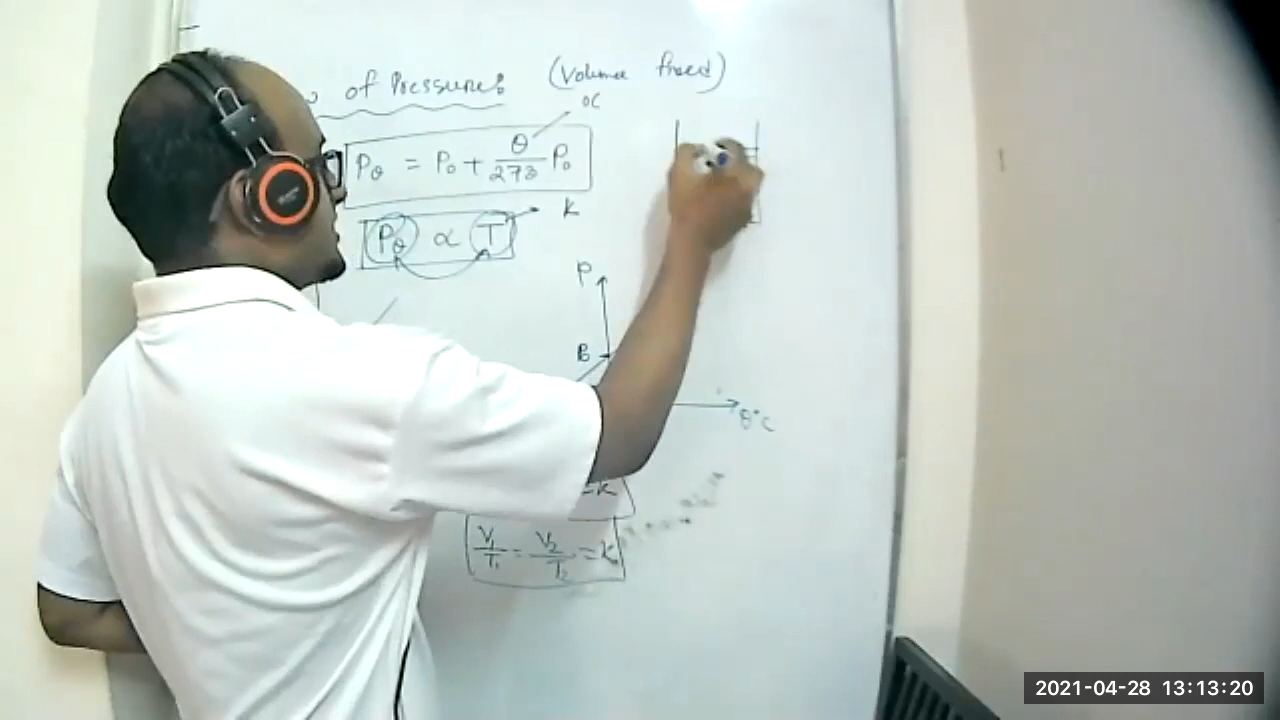 of Pressure: (Volume fixed)
0C
Pθ = P0 + θ/273 P0
K
Pθ ∝ T
P
B
θ°C
=K
V1/T1 = V2/T2 = K
2021-04-28 13:13:20